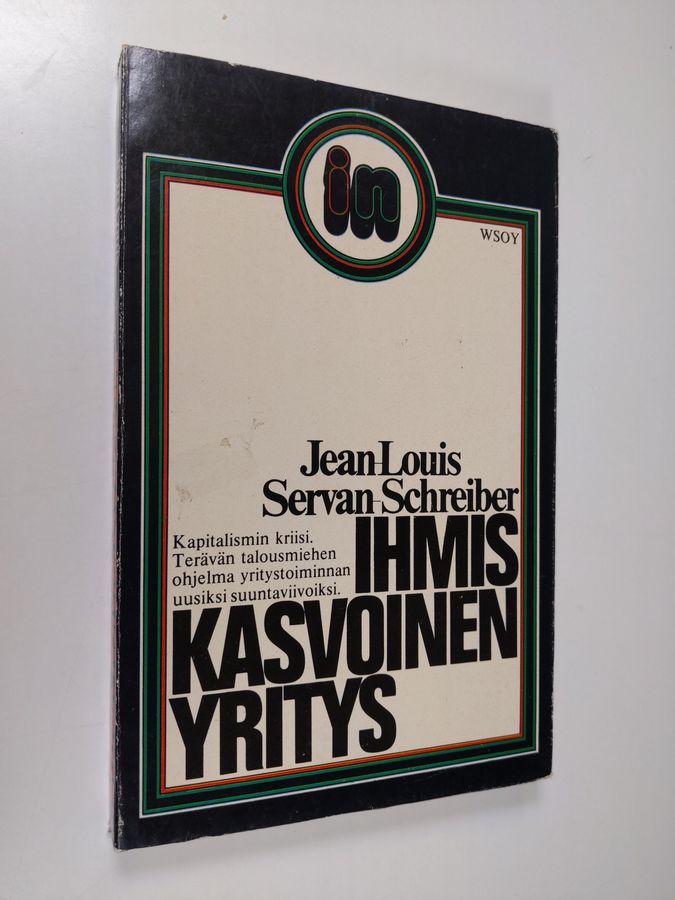 in
WSOY
Jean-Louis
Servan-Schreiber
Kapitalismin kriisi.
Terävän talousmiehen
ohjelma yritystoiminnan
uusiksi suuntaviivoiksi.
IHMIS
KASVOINEN
YRITYS